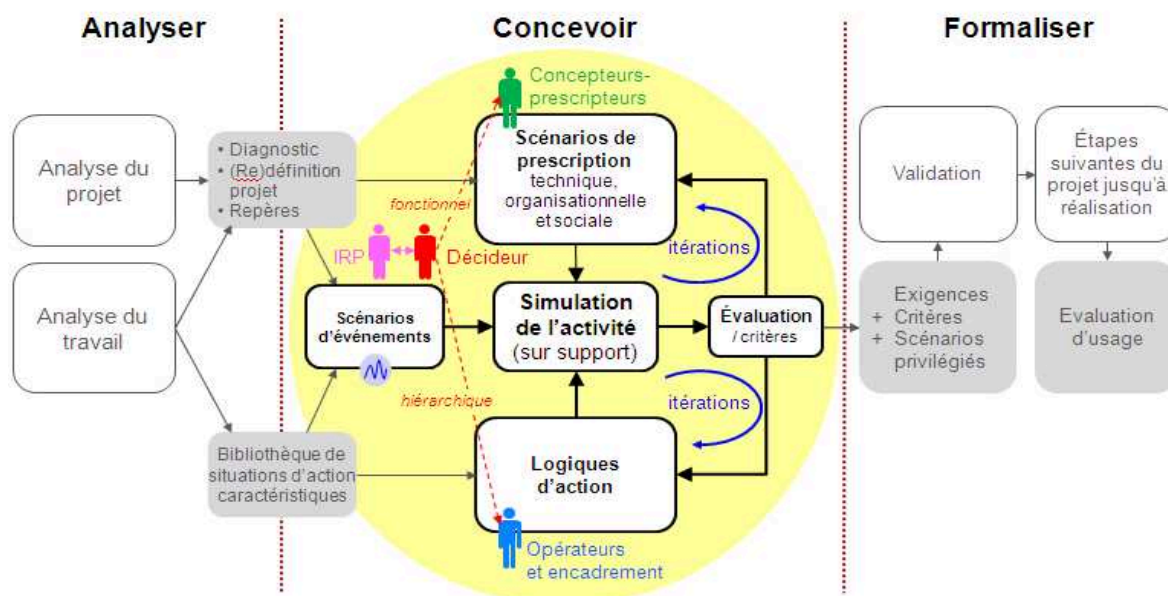 Analyser
Concevoir
Formaliser
Analyse du
projet
Analyse du
travail
• Diagnostic
• (Re)définition
projet
• Repères
Bibliothèque de
situations d'action
caractéristiques
Concepteurs-
prescripteurs
Scénarios de
prescription
technique,
organisationnelle
et sociale
fonctionnel
IRP
Décideur
itérations
Scénarios
d'événements
Simulation
de l'activité
(sur support)
Évaluation
/ critères
hiérarchique
itérations
Logiques
d'action
Opérateurs
et encadrement
Validation
Étapes
suivantes du
projet jusqu'à
réalisation
Exigences
+ Critères
+ Scénarios
privilégiés
Evaluation
d'usage